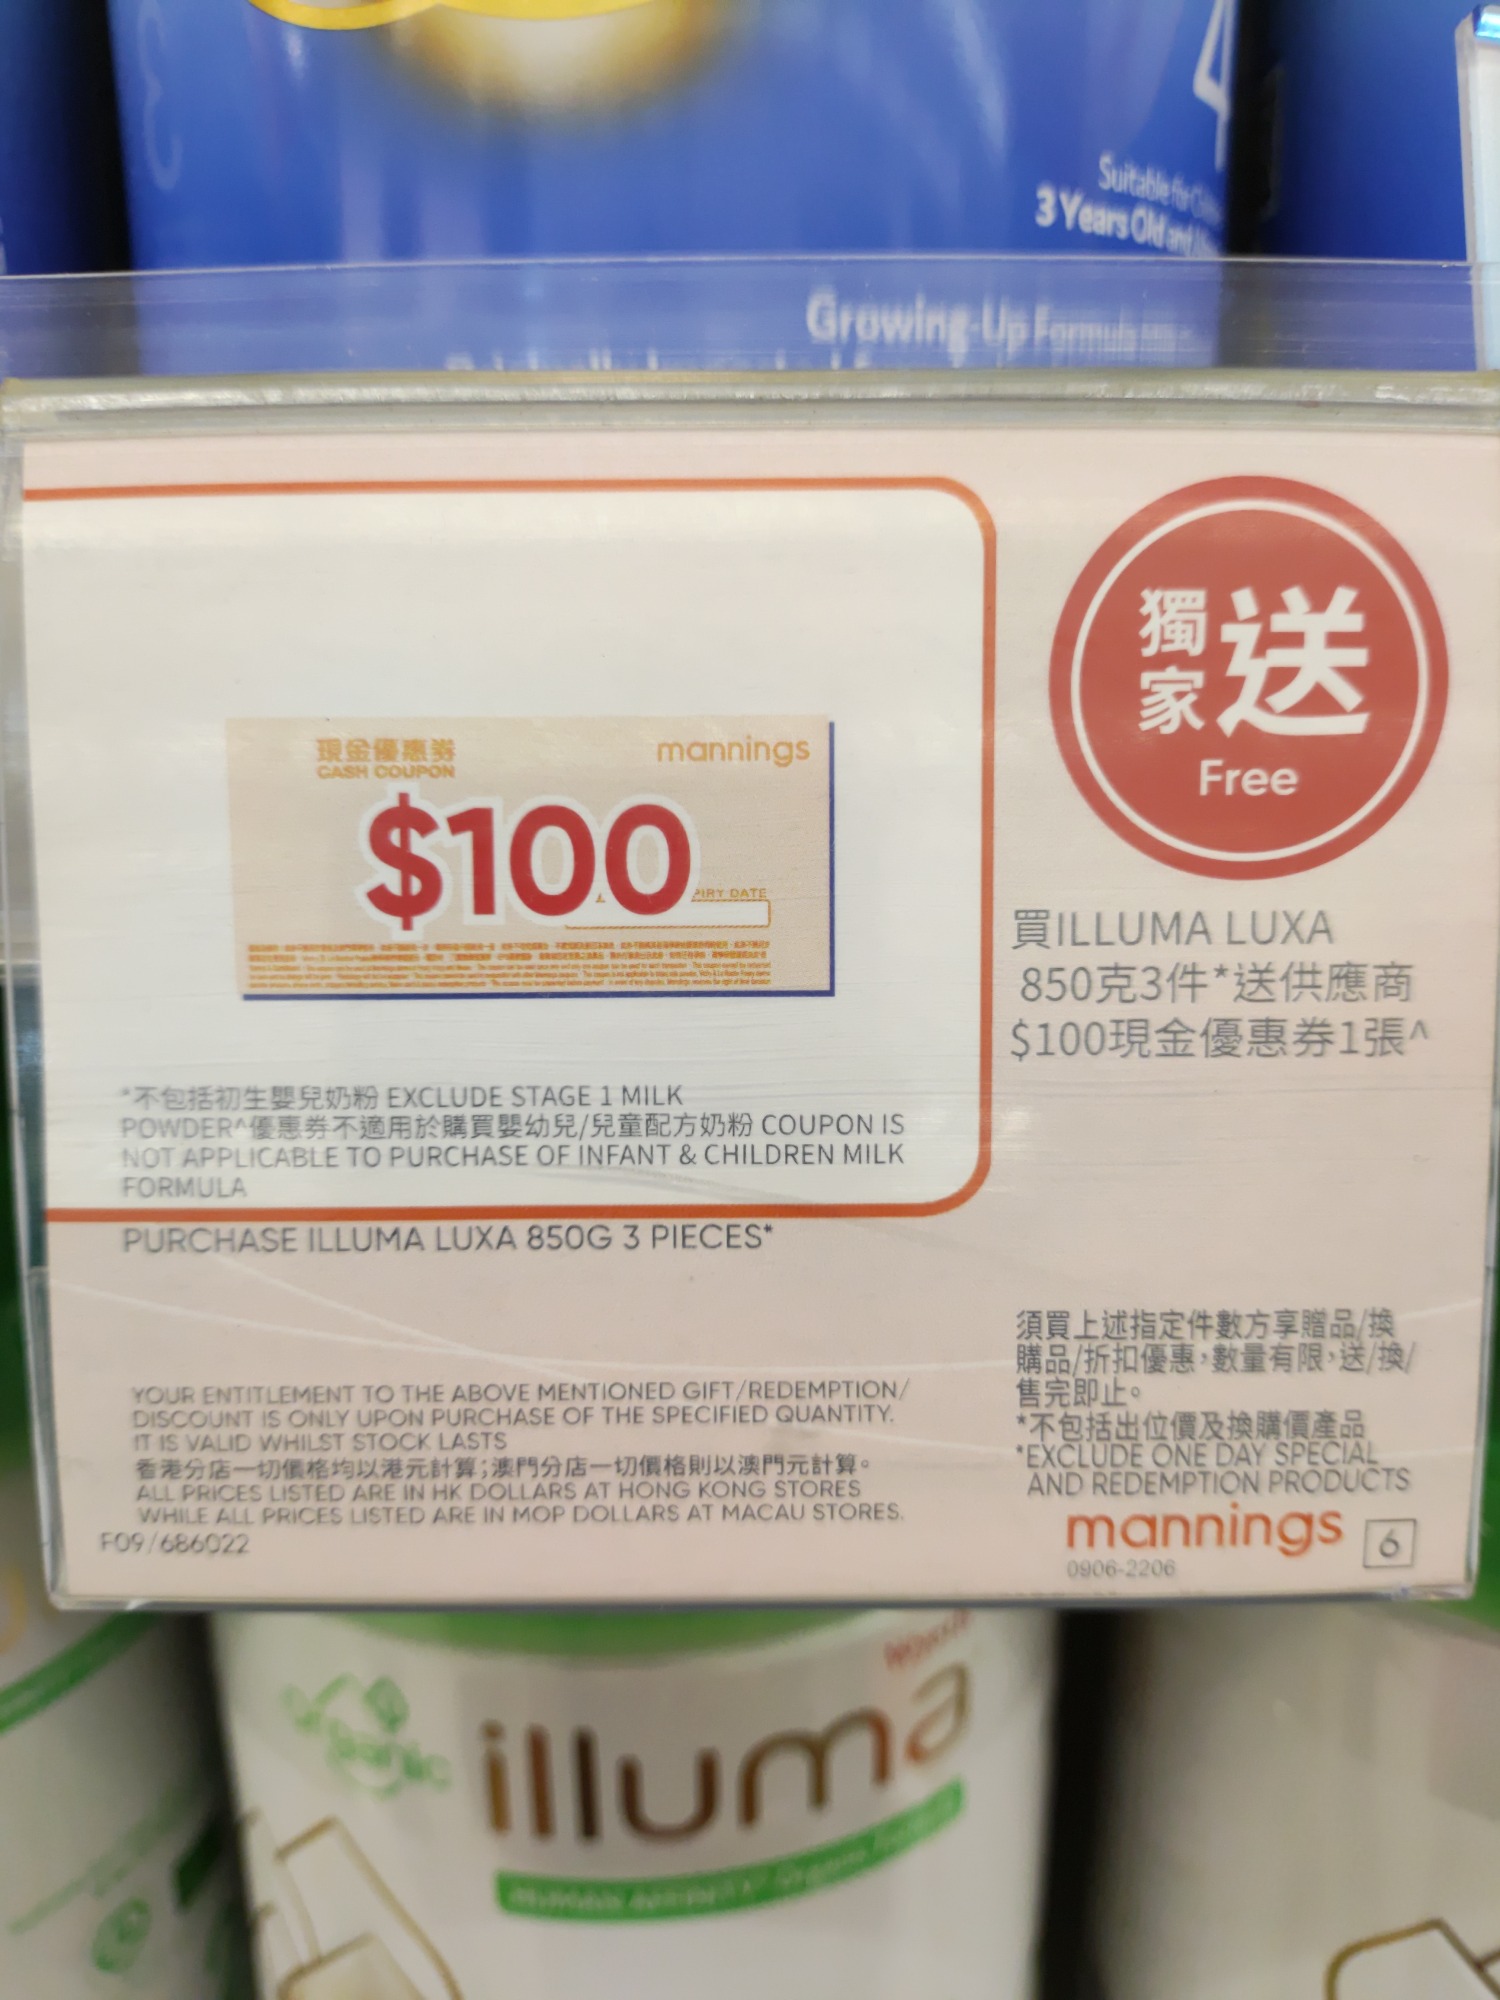 Suitable for
3 Years Old and
Growing-Up Formula
現金優惠券
CASH COUPON
mannings
$100
PIRY DATE
獨家送
Free
買ILLUMA LUXA
850克3件*送供應商
$100現金優惠券1張^
*不包括初生嬰兒奶粉 EXCLUDE STAGE 1 MILK
POWDER^優惠券不適用於購買嬰幼兒/兒童配方奶粉 COUPON IS
NOT APPLICABLE TO PURCHASE OF INFANT & CHILDREN MILK
FORMULA
PURCHASE ILLUMA LUXA 850G 3 PIECES*
YOUR ENTITLEMENT TO THE ABOVE MENTIONED GIFT/REDEMPTION/
DISCOUNT IS ONLY UPON PURCHASE OF THE SPECIFIED QUANTITY.
IT IS VALID WHILST STOCK LASTS
香港分店一切價格均以港元計算;澳門分店一切價格則以澳門元計算。
ALL PRICES LISTED ARE IN HK DOLLARS AT HONG KONG STORES
WHILE ALL PRICES LISTED ARE IN MOP DOLLARS AT MACAU STORES.
F09/686022
須買上述指定件數方享贈品/換
購品/折扣優惠,數量有限,送/換/
售完即止。
*不包括出位價及換購價產品
*EXCLUDE ONE DAY SPECIAL
AND REDEMPTION PRODUCTS
mannings 6
0906-2206
Organic
illuma
HUMAN AFFINITY